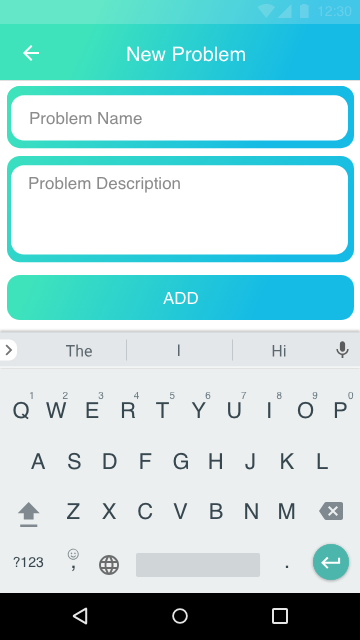 12:30
New Problem
Problem Name
Problem Description
ADD
The I Hi
1 2 3 4 5 6 7 8 9 0
Q W E R T Y U I O P
A S D F G H J K L
Z X C V B N M
?123 , .